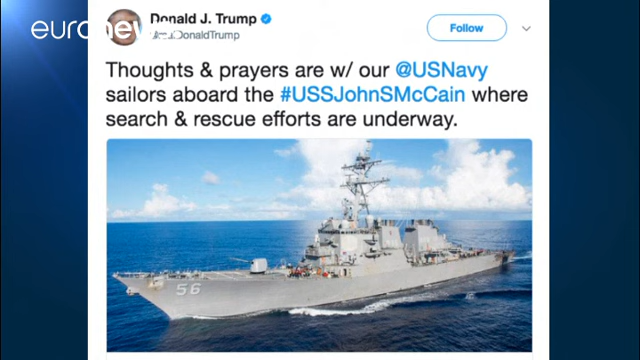 euronews.
Donald J. Trump
Follow
Thoughts & prayers are w/ our @USNavy
sailors aboard the #USSJohnSMcCain where
search & rescue efforts are underway.
56